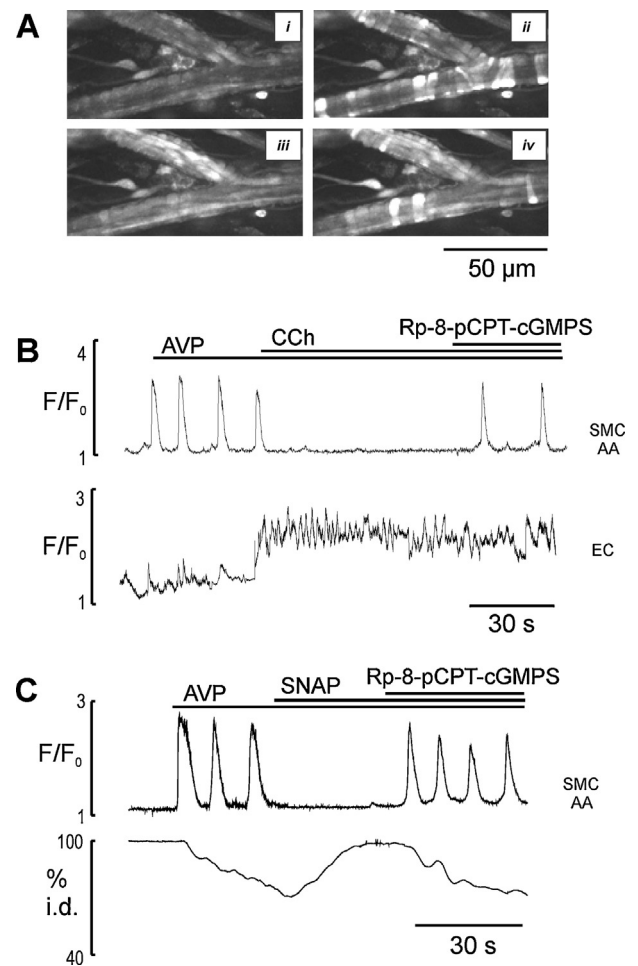 A
i
ii
iii
iv
50 µm
B
Rp-8-pCPT-cGMPS
AVP
CCh
4
F/F₀
1
SMC
AA
3
F/F₀
1
EC
30 s
C
Rp-8-pCPT-cGMPS
AVP
SNAP
3
F/F₀
1
SMC
AA
100
%
i.d.
40
30 s